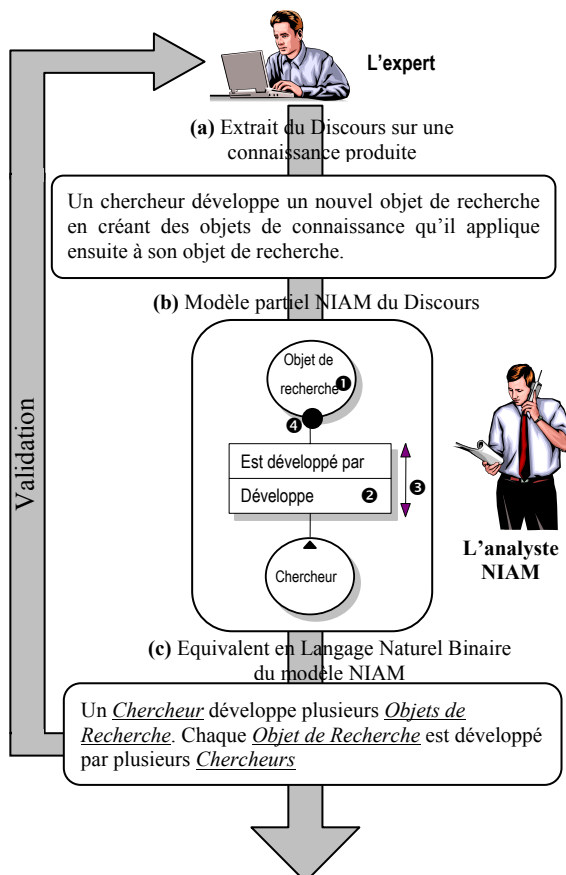 L'expert
(a) Extrait du Discours sur une
connaissance produite
Un chercheur développe un nouvel objet de recherche
en créant des objets de connaissance qu'il applique
ensuite à son objet de recherche.
(b) Modèle partiel NIAM du Discours
Objet de
recherche❶
❹
Est développé par
Développe ❷
❸
Chercheur
L'analyste
NIAM
Validation
(c) Equivalent en Langage Naturel Binaire
du modèle NIAM
Un Chercheur développe plusieurs Objets de
Recherche. Chaque Objet de Recherche est développé
par plusieurs Chercheurs